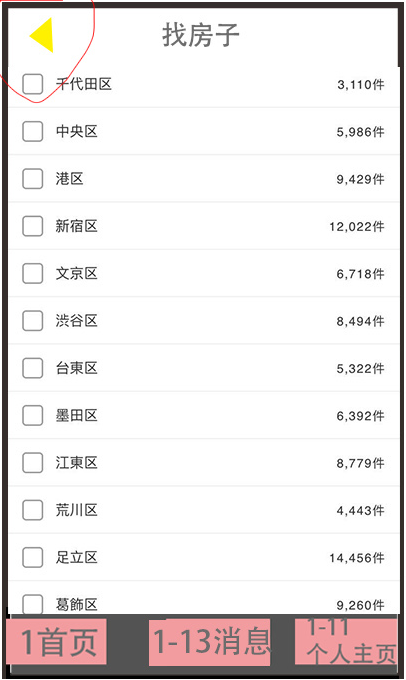 找房子
千代田区 3,110件
中央区 5,986件
港区 9,429件
新宿区 12,022件
文京区 6,718件
渋谷区 8,494件
台東区 5,322件
墨田区 6,392件
江東区 8,779件
荒川区 4,443件
足立区 14,456件
葛飾区 9,260件
1首页 1-13消息 1-11
个人主页